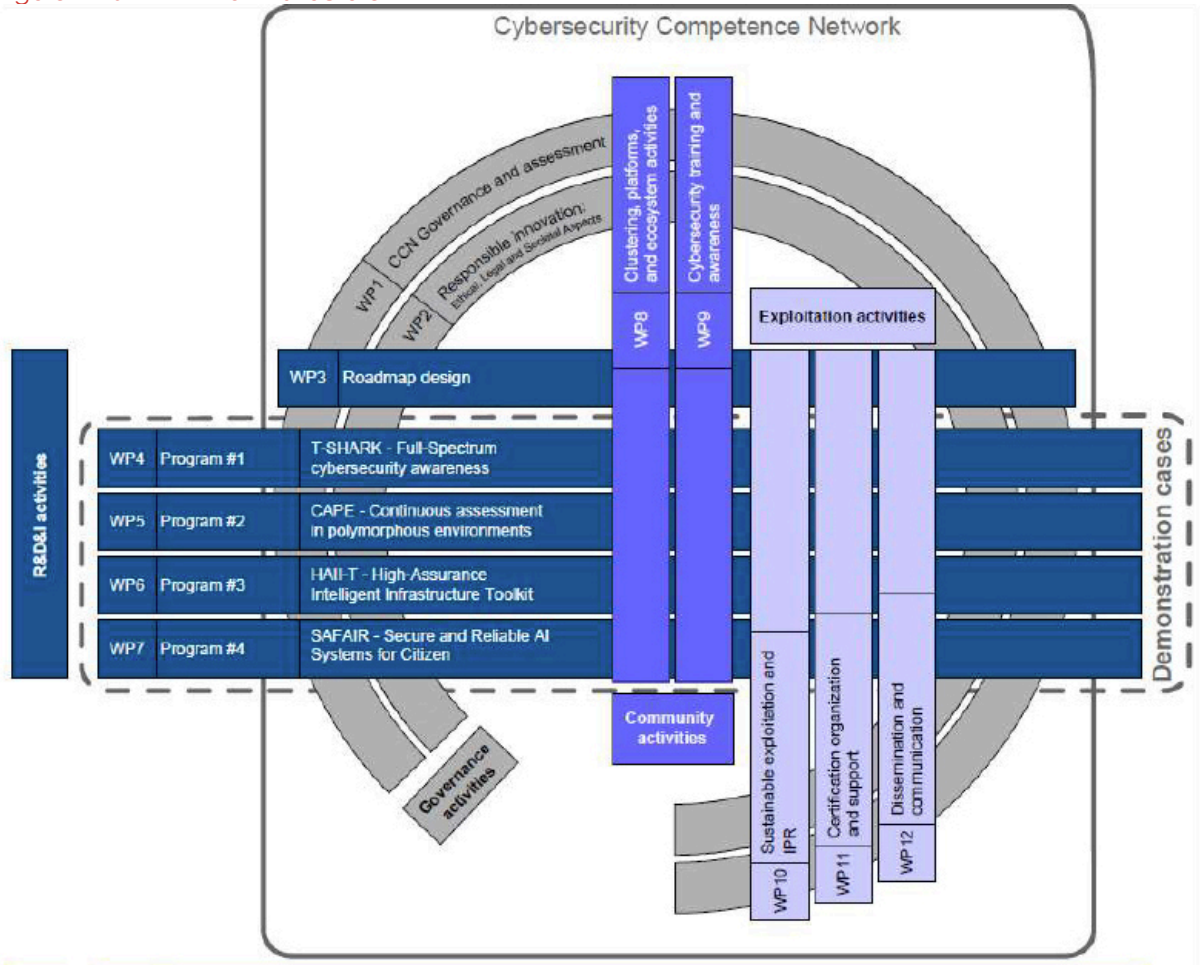 Cybersecurity Competence Network
WP1
CCN Governance and assessment
WP2
Responsible innovation:
Ethical, Legal and Societal Aspects
WP8
Clustering, platforms,
and ecosystem activities
WP9
Cybersecurity training and
awareness
Exploitation activities
R&D&I activities
WP3
Roadmap design
WP4
Program #1
T-SHARK - Full-Spectrum
cybersecurity awareness
WP5
Program #2
CAPE - Continuous assessment
in polymorphous environments
WP6
Program #3
HAII-T - High-Assurance
Intelligent Infrastructure Toolkit
WP7
Program #4
SAFAIR - Secure and Reliable AI
Systems for Citizen
Demonstration cases
Community
activities
Governance
activities
WP10
Sustainable exploitation and
IPR
WP11
Certification organization
and support
WP12
Dissemination and
communication